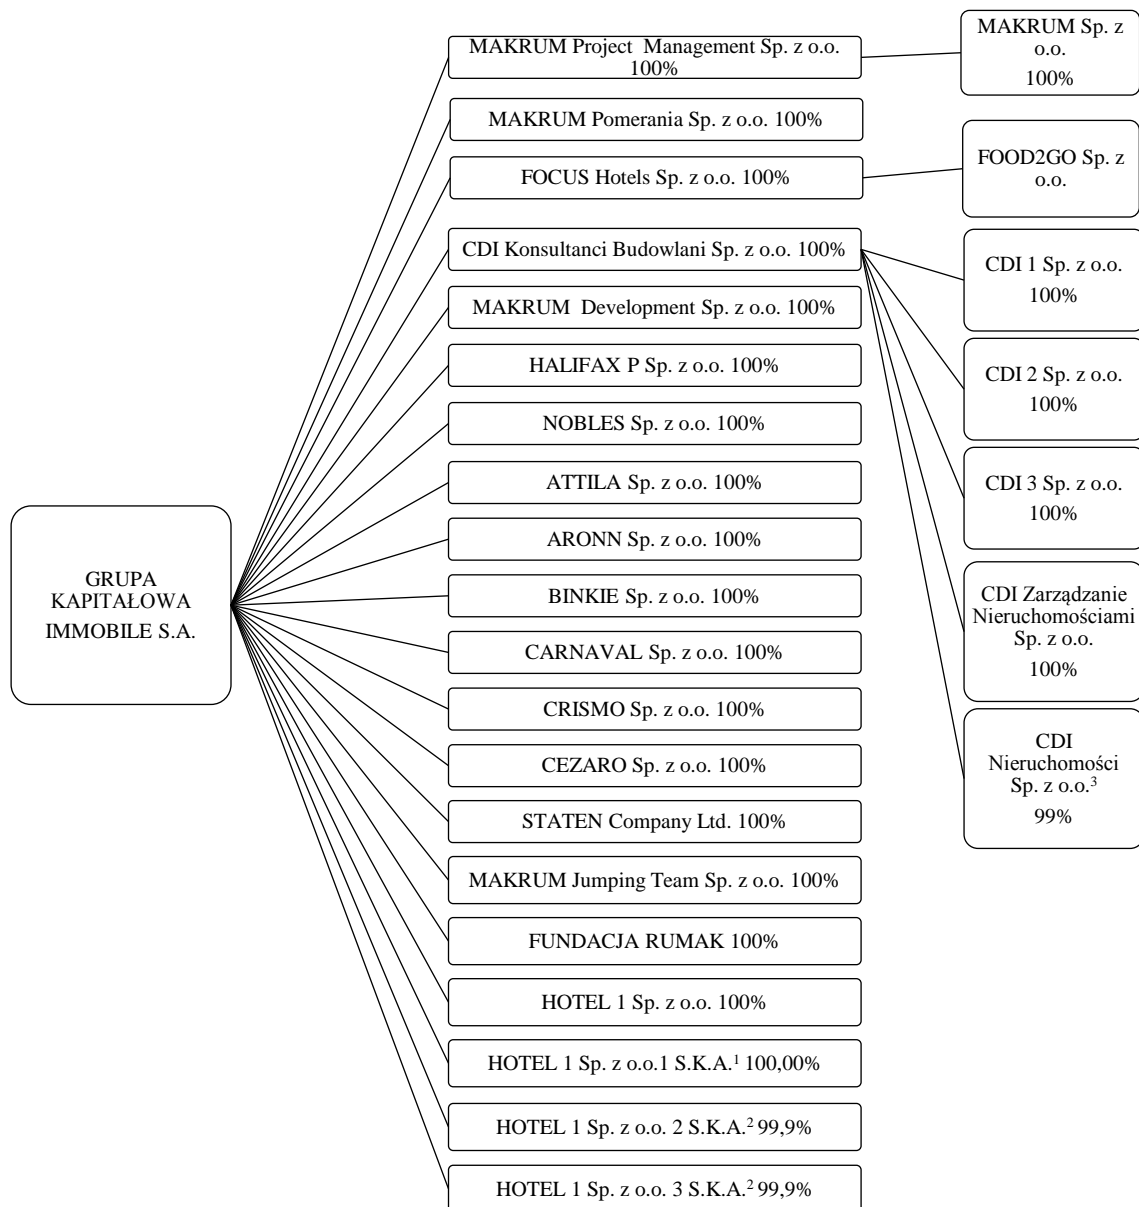 GRUPA
KAPITAŁOWA
IMMOBILE S.A.
MAKRUM Project Management Sp. z o.o.
100%
MAKRUM Pomerania Sp. z o.o. 100%
FOCUS Hotels Sp. z o.o. 100%
CDI Konsultanci Budowlani Sp. z o.o. 100%
MAKRUM Development Sp. z o.o. 100%
HALIFAX P Sp. z o.o. 100%
NOBLES Sp. z o.o. 100%
ATTILA Sp. z o.o. 100%
ARONN Sp. z o.o. 100%
BINKIE Sp. z o.o. 100%
CARNAVAL Sp. z o.o. 100%
CRISMO Sp. z o.o. 100%
CEZARO Sp. z o.o. 100%
STATEN Company Ltd. 100%
MAKRUM Jumping Team Sp. z o.o. 100%
FUNDACJA RUMAK 100%
HOTEL 1 Sp. z o.o. 100%
HOTEL 1 Sp. z o.o.1 S.K.A.¹ 100,00%
HOTEL 1 Sp. z o.o. 2 S.K.A.² 99,9%
HOTEL 1 Sp. z o.o. 3 S.K.A.² 99,9%
MAKRUM Sp. z
o.o.
100%
FOOD2GO Sp. z
o.o.
CDI 1 Sp. z o.o.
100%
CDI 2 Sp. z o.o.
100%
CDI 3 Sp. z o.o.
100%
CDI Zarządzanie
Nieruchomościami
Sp. z o.o.
100%
CDI
Nieruchomości
Sp. z o.o.³
99%